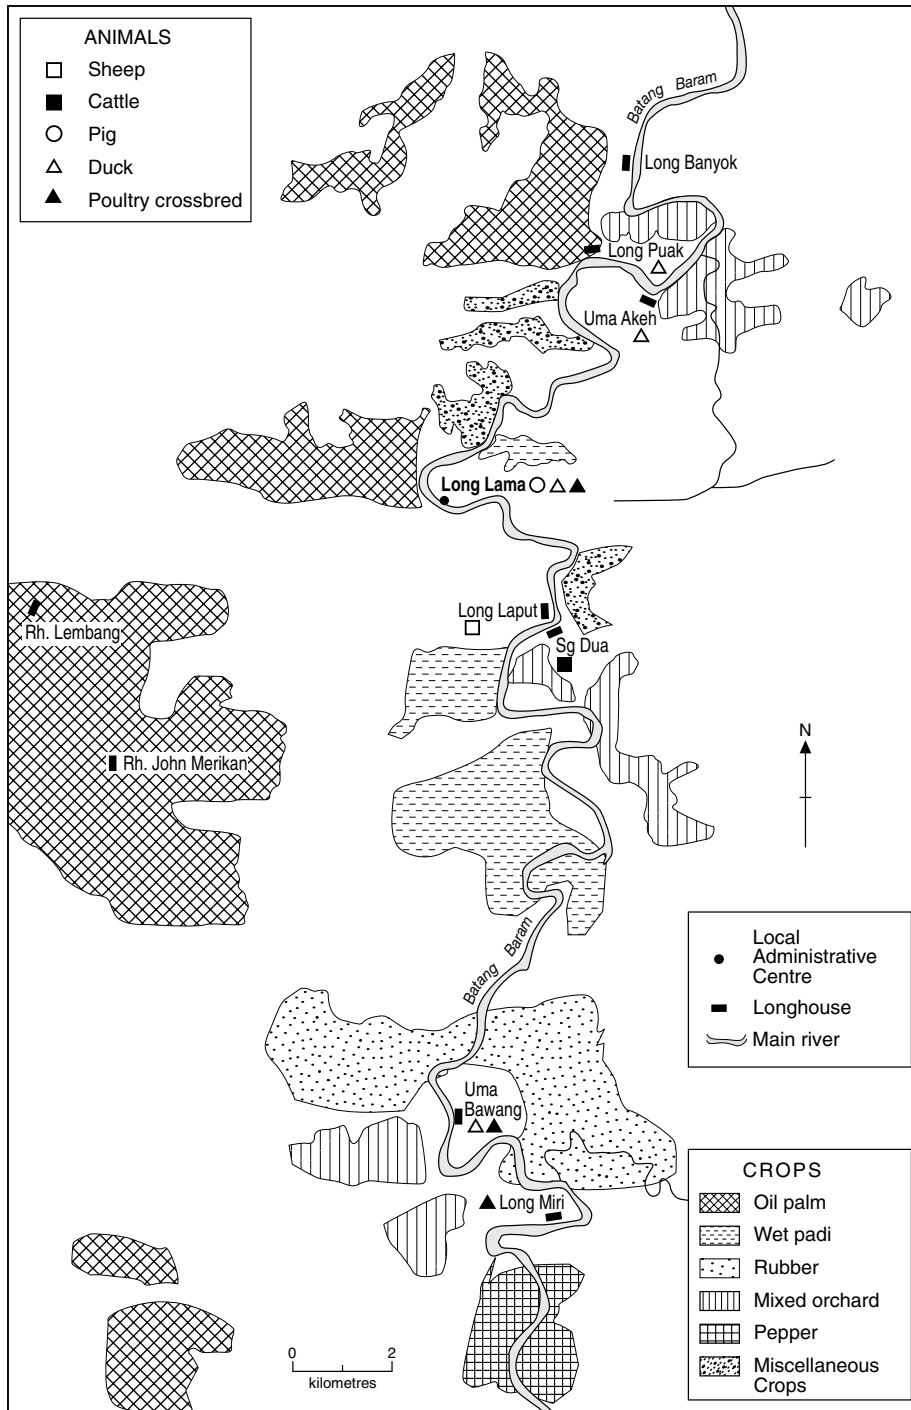 ANIMALS
Sheep
Cattle
Pig
Duck
Poultry crossbred
Batang Baram
Long Banyok
Long Puak
Uma Akeh
Long Lama
Long Laput
Sg Dua
Rh. Lembang
Rh. John Merikan
N
Batang Baram
Local
Administrative
Centre
Longhouse
Main river
Uma
Bawang
Long Miri
CROPS
Oil palm
Wet padi
Rubber
Mixed orchard
Pepper
Miscellaneous
Crops
0 2
kilometres